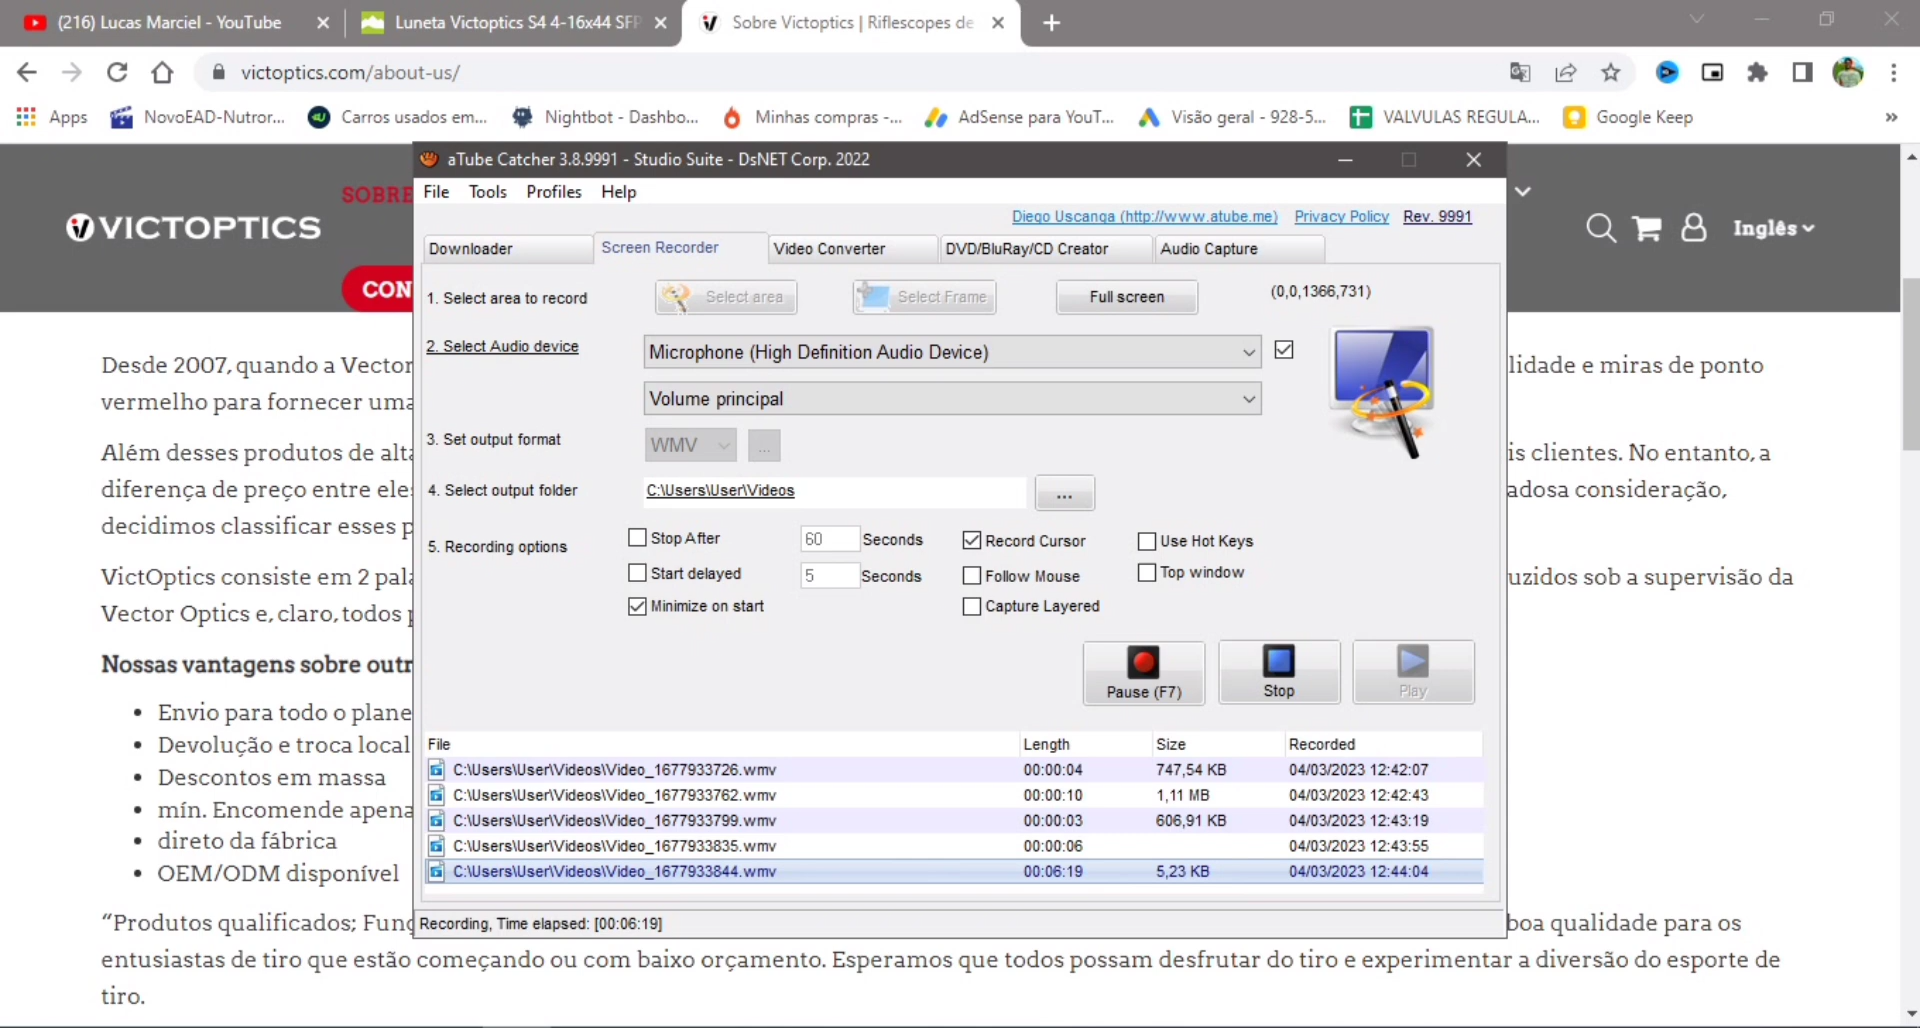 (216) Lucas Marciel - YouTube
Luneta Victoptics S4 4-16x44 SFP
Sobre Victoptics | Riflescopes de
victoptics.com/about-us/
Apps
NovoEAD-Nutror...
Carros usados em...
Nightbot - Dashbo...
Minhas compras -...
AdSense para YouT...
Visão geral - 928-5...
VALVULAS REGULA...
Google Keep
»
aTube Catcher 3.8.9991 - Studio Suite - DsNET Corp. 2022
File Tools Profiles Help
SOBRE
VICTOPTICS
Inglês
CON
Diego Uscanga (http://www.atube.me) Privacy Policy Rev. 9991
Downloader Screen Recorder Video Converter DVD/BluRay/CD Creator Audio Capture
1. Select area to record Select area Select Frame Full screen (0,0,1366,731)
2. Select Audio device Microphone (High Definition Audio Device)
Volume principal
3. Set output format WMV ...
4. Select output folder C:\Users\User\Videos ...
5. Recording options
Stop After 60 Seconds Record Cursor Use Hot Keys
Start delayed 5 Seconds Follow Mouse Top window
Minimize on start Capture Layered
Pause (F7) Stop Play
File Length Size Recorded
C:\Users\User\Videos\Video_1677933726.wmv 00:00:04 747,54 KB 04/03/2023 12:42:07
C:\Users\User\Videos\Video_1677933762.wmv 00:00:10 1,11 MB 04/03/2023 12:42:43
C:\Users\User\Videos\Video_1677933799.wmv 00:00:03 606,91 KB 04/03/2023 12:43:19
C:\Users\User\Videos\Video_1677933835.wmv 00:00:06 04/03/2023 12:43:55
C:\Users\User\Videos\Video_1677933844.wmv 00:06:19 5,23 KB 04/03/2023 12:44:04
Recording, Time elapsed: [00:06:19]
Desde 2007, quando a Vector lidade e miras de ponto
vermelho para fornecer uma
Além desses produtos de alta is clientes. No entanto, a
diferença de preço entre eles adosa consideração,
decidimos classificar esses p
VictOptics consiste em 2 pala uzidos sob a supervisão da
Vector Optics e, claro, todos p
Nossas vantagens sobre outr
• Envio para todo o plane
• Devolução e troca local
• Descontos em massa
• mín. Encomende apena
• direto da fábrica
• OEM/ODM disponível
“Produtos qualificados; Funç boa qualidade para os
entusiastas de tiro que estão começando ou com baixo orçamento. Esperamos que todos possam desfrutar do tiro e experimentar a diversão do esporte de
tiro.